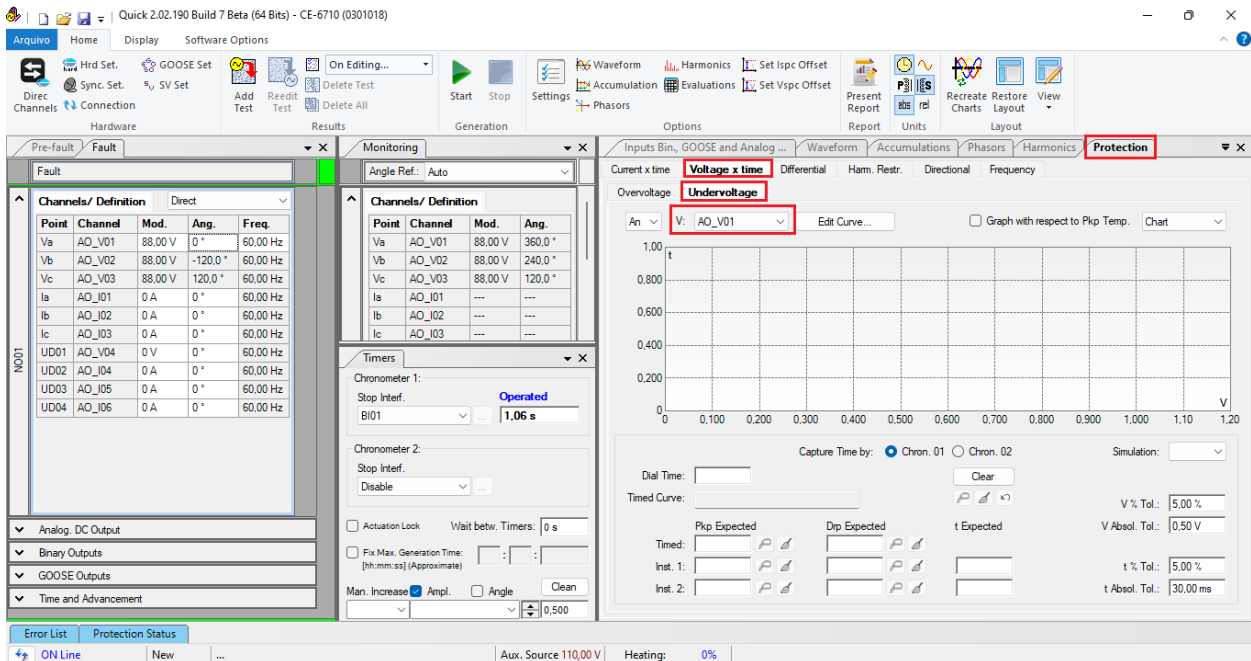 Quick 2.02.190 Build 7 Beta (64 Bits) - CE-6710 (0301018)
Arquivo Home Display Software Options
Direc Channels
Hrd Set.
Sync. Set.
Connection
GOOSE Set
SV Set
Hardware
Add Test
Reedit Test
On Editing...
Delete Test
Delete All
Results
Start Stop
Generation
Settings
Waveform
Accumulation
Phasors
Harmonics
Evaluations
Set Ispc Offset
Set Vspc Offset
Options
Present Report
Report
P S
abs rel
Units
Recreate Charts
Restore Layout
View
Layout
Pre-fault Fault
Fault
NO01
Channels/ Definition Direct
Point Channel Mod. Ang. Freq.
Va AO_V01 88,00 V 0 ° 60,00 Hz
Vb AO_V02 88,00 V -120,0 ° 60,00 Hz
Vc AO_V03 88,00 V 120,0 ° 60,00 Hz
Ia AO_I01 0 A 0 ° 60,00 Hz
Ib AO_I02 0 A 0 ° 60,00 Hz
Ic AO_I03 0 A 0 ° 60,00 Hz
UD01 AO_V04 0 V 0 ° 60,00 Hz
UD02 AO_I04 0 A 0 ° 60,00 Hz
UD03 AO_I05 0 A 0 ° 60,00 Hz
UD04 AO_I06 0 A 0 ° 60,00 Hz
Analog. DC Output
Binary Outputs
GOOSE Outputs
Time and Advancement
Monitoring
Angle Ref.: Auto
Channels/ Definition
Point Channel Mod. Ang.
Va AO_V01 88,00 V 360,0 °
Vb AO_V02 88,00 V 240,0 °
Vc AO_V03 88,00 V 120,0 °
Ia AO_I01 --- ---
Ib AO_I02 --- ---
Ic AO_I03 --- ---
Timers
Chronometer 1:
Stop Interf. Operated
BI01 ... 1,06 s
Chronometer 2:
Stop Interf.
Disable ...
Actuation Lock Wait betw. Timers: 0 s
Fix Max. Generation Time: : :
[hh:mm:ss] (Approximate)
Clean
Man. Increase Ampl. Angle
0,500
Inputs Bin., GOOSE and Analog ... Waveform Accumulations Phasors Harmonics Protection
Current x time Voltage x time Differential Harm. Restr. Directional Frequency
Overvoltage Undervoltage
An V: AO_V01 Edit Curve... Graph with respect to Pkp Temp. Chart
1,00 t
0,800
0,600
0,400
0,200
0 V
0 0,100 0,200 0,300 0,400 0,500 0,600 0,700 0,800 0,900 1,000 1,10 1,20
Capture Time by: Chron. 01 Chron. 02 Simulation:
Dial Time: Clear
Timed Curve: V % Tol.: 5,00 %
Pkp Expected Drp Expected t Expected V Absol. Tol.: 0,50 V
Timed:
Inst. 1: t % Tol.: 5,00 %
Inst. 2: t Absol. Tol.: 30,00 ms
Error List Protection Status
ON Line New ... Aux. Source 110,00 V Heating: 0%